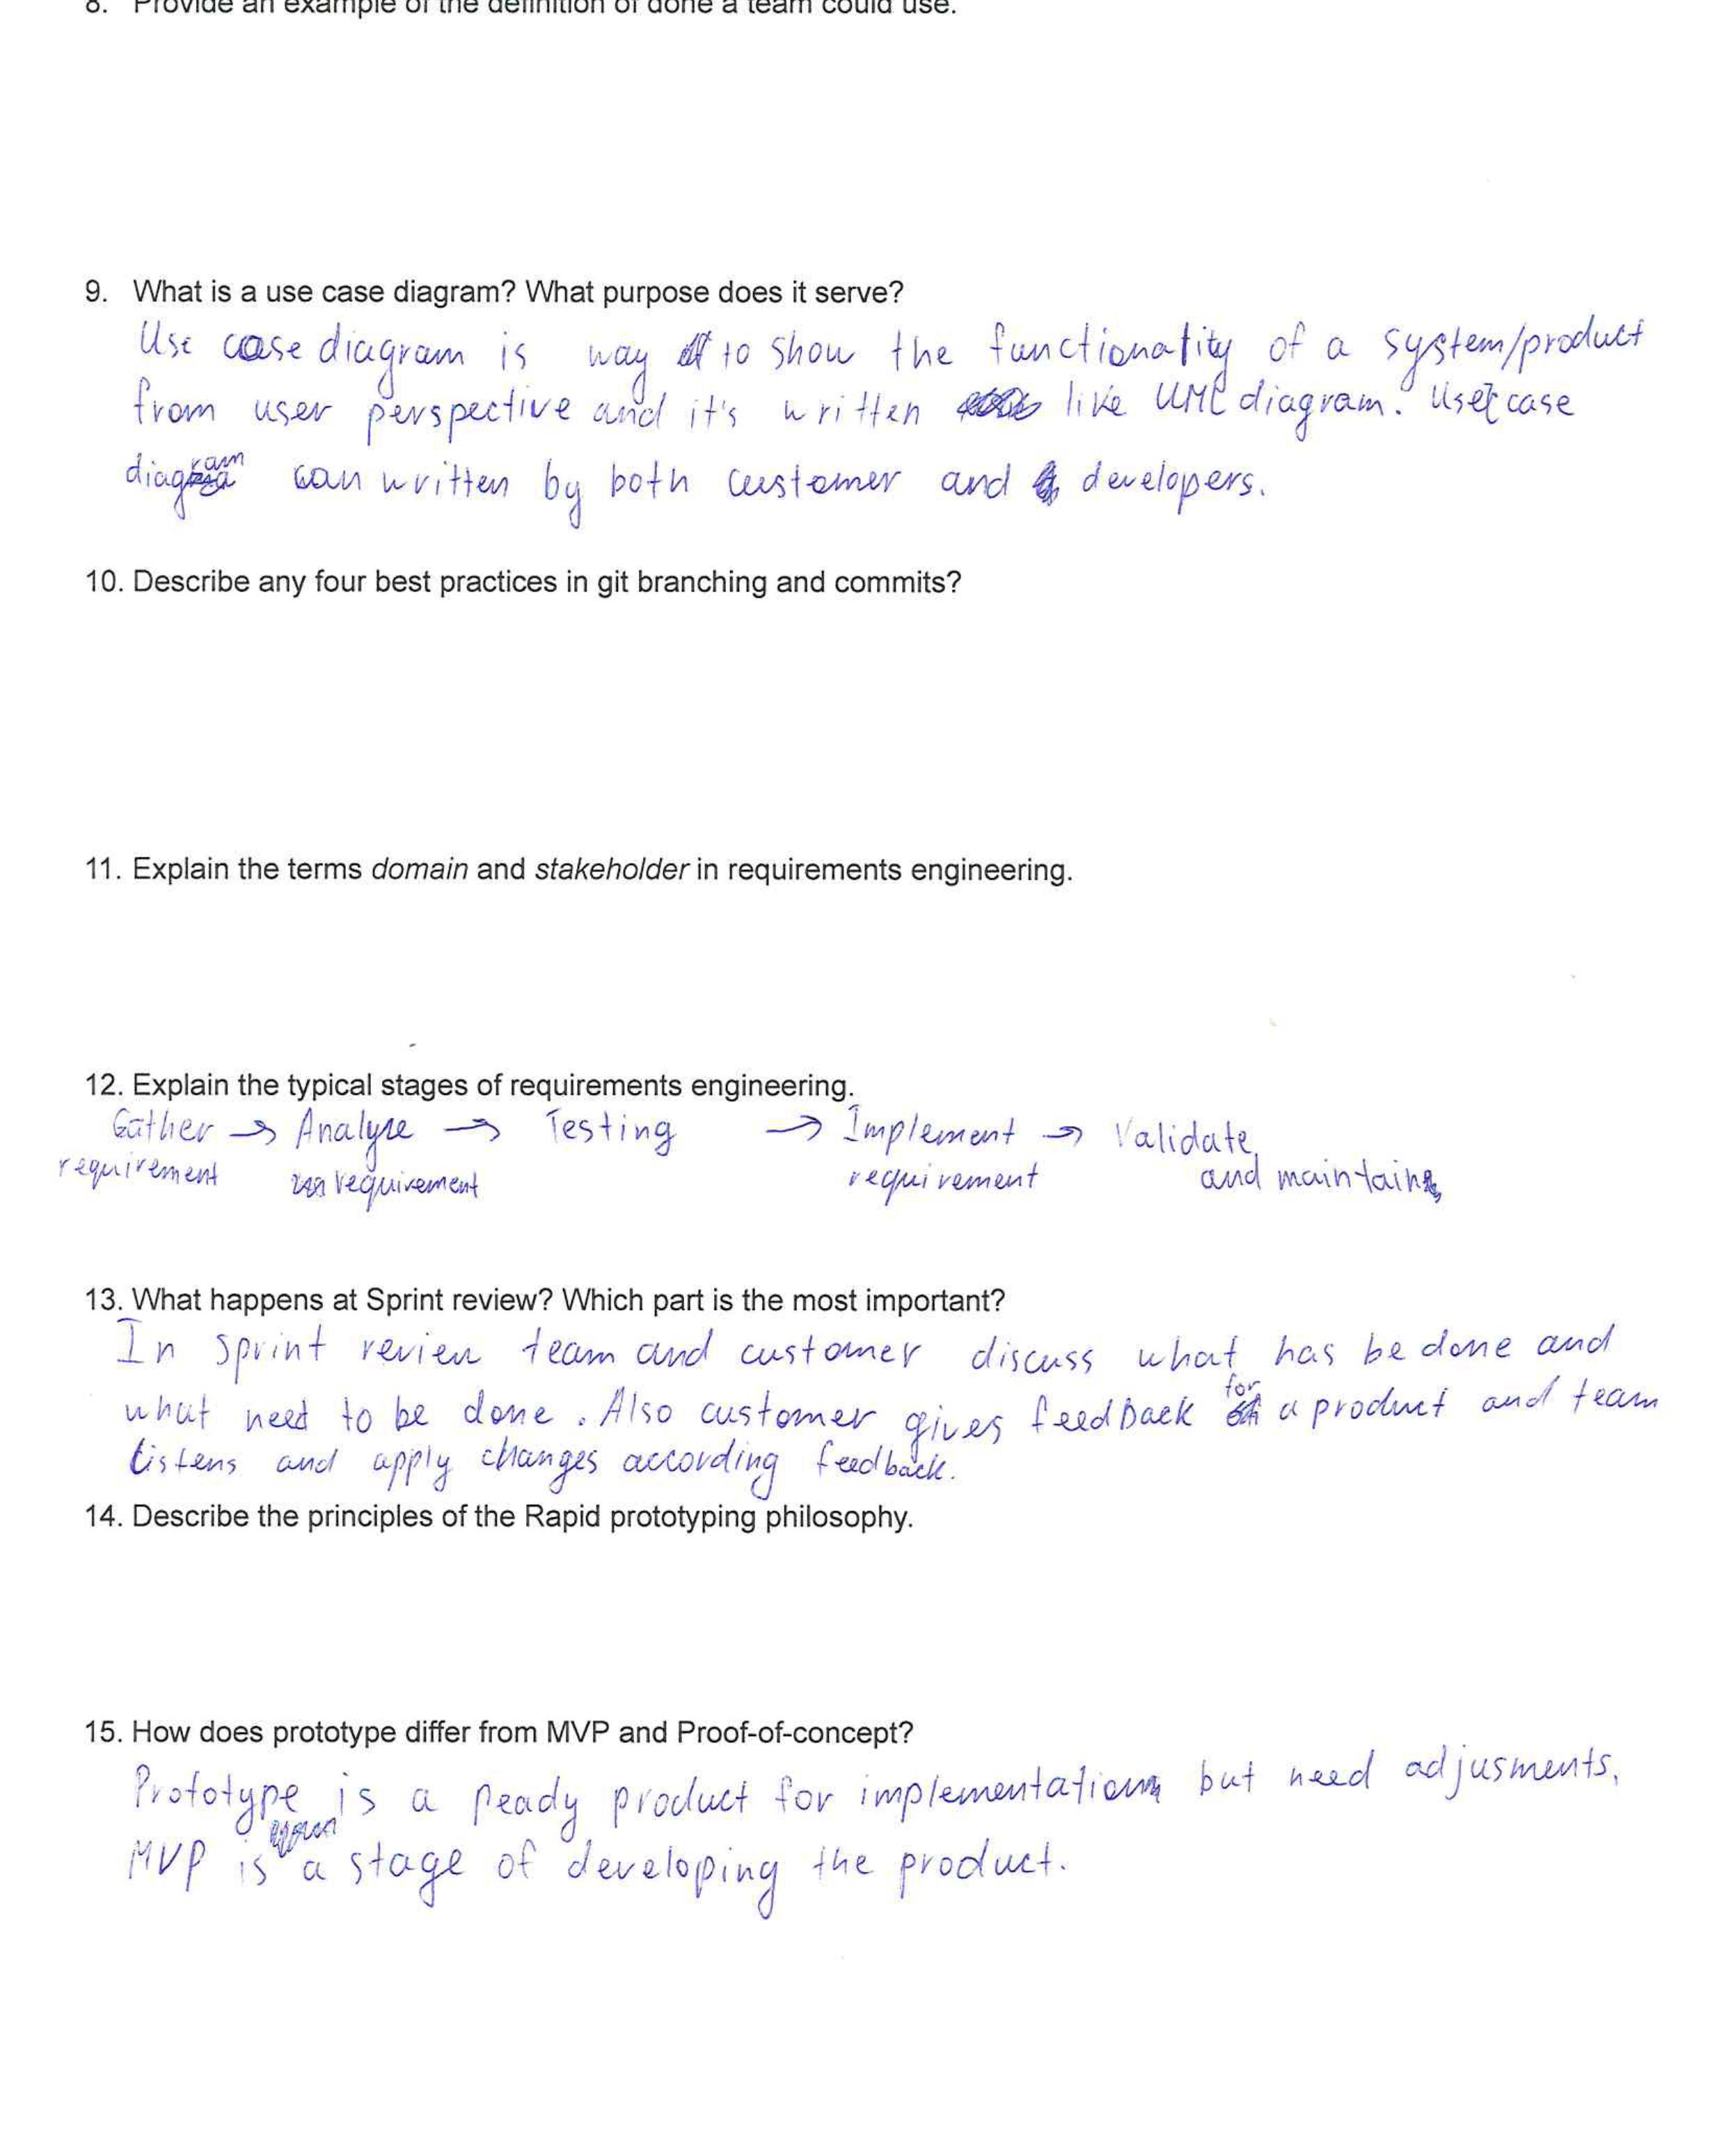 8. Provide an example of the definition of done a team could use.
9. What is a use case diagram? What purpose does it serve?
Use case diagram is way to show the functionality of a system/product
from user perspective and it's written like UML diagram. Use case
diagram can written by both customer and developers.
10. Describe any four best practices in git branching and commits?
11. Explain the terms domain and stakeholder in requirements engineering.
12. Explain the typical stages of requirements engineering.
Gather → Analyze → Testing → Implement → Validate
requirement requirement requirement and maintain
13. What happens at Sprint review? Which part is the most important?
In sprint review team and customer discuss what has be done and
what need to be done. Also customer gives feedback for a product and team
listens and apply changes according feedback.
14. Describe the principles of the Rapid prototyping philosophy.
15. How does prototype differ from MVP and Proof-of-concept?
Prototype is a ready product for implementation but need adjusments.
MVP is a stage of developing the product.